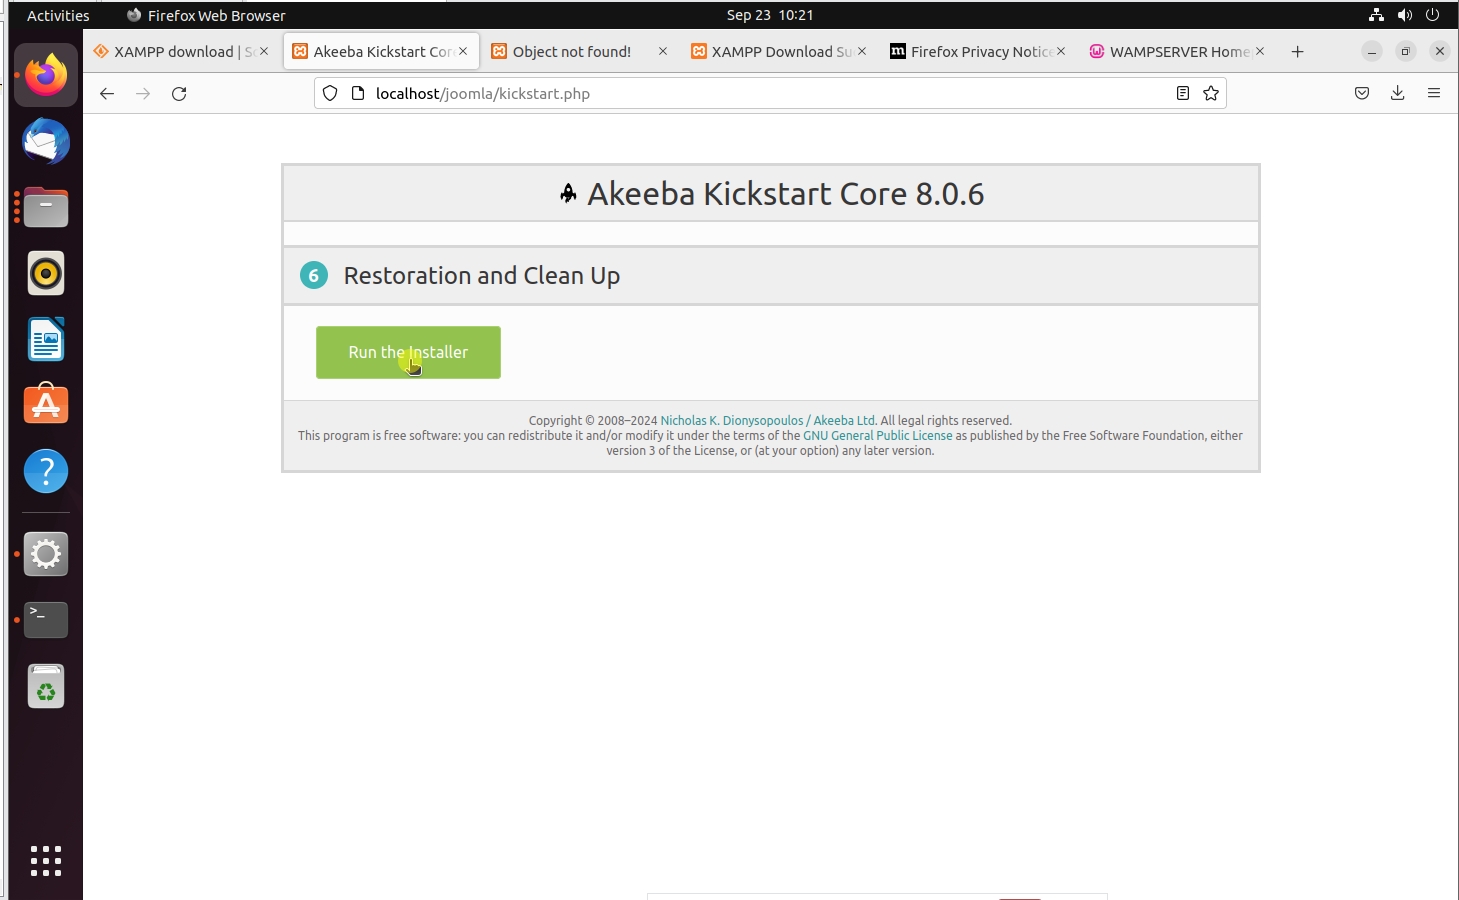 Activities
Firefox Web Browser
Sep 23 10:21
XAMPP download | S
Akeeba Kickstart Cor
Object not found!
XAMPP Download Su
Firefox Privacy Notice
WAMPSERVER Home
localhost/joomla/kickstart.php
Akeeba Kickstart Core 8.0.6
6 Restoration and Clean Up
Run the Installer
Copyright © 2008–2024 Nicholas K. Dionysopoulos / Akeeba Ltd. All legal rights reserved.
This program is free software: you can redistribute it and/or modify it under the terms of the GNU General Public License as published by the Free Software Foundation, either
version 3 of the License, or (at your option) any later version.